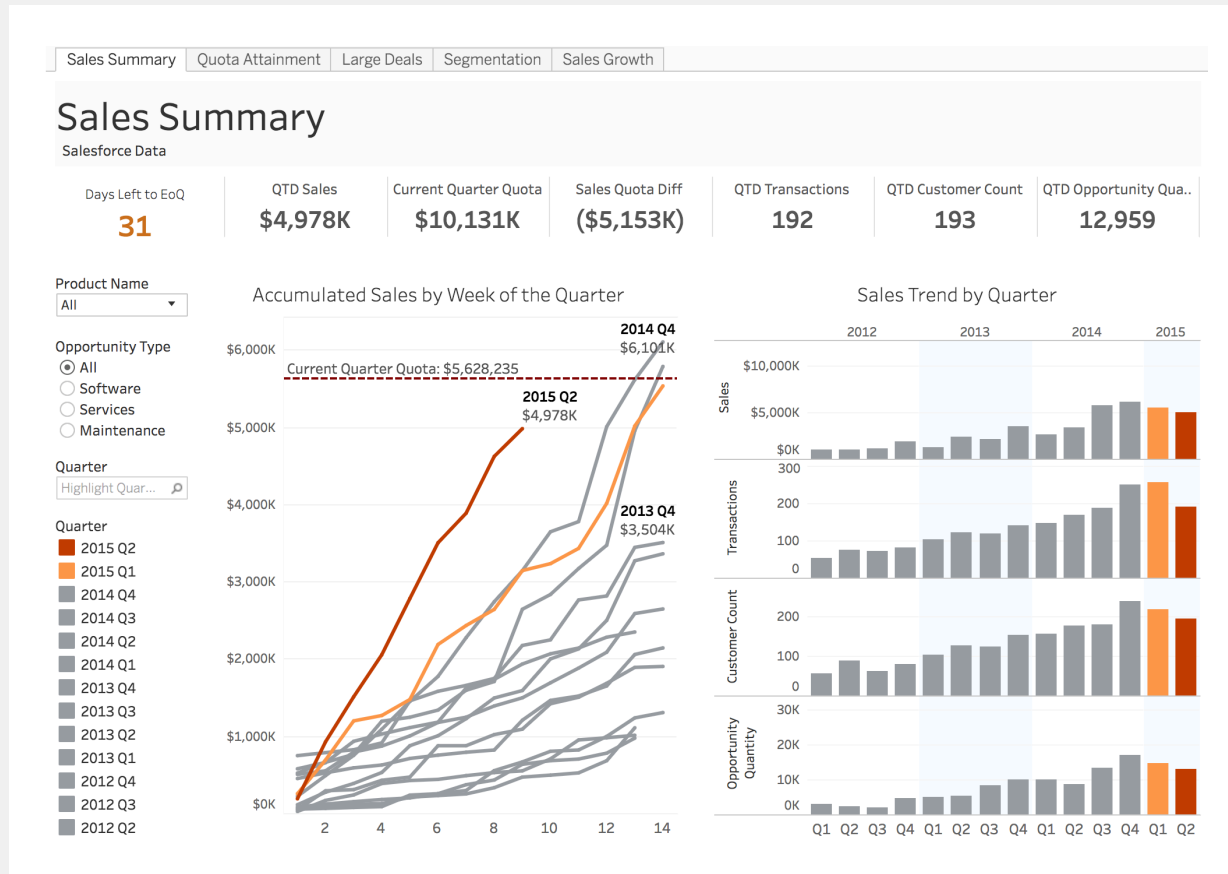 Sales Summary Quota Attainment Large Deals Segmentation Sales Growth
Sales Summary
Salesforce Data
Days Left to EoQ
31
QTD Sales
$4,978K
Current Quarter Quota
$10,131K
Sales Quota Diff
($5,153K)
QTD Transactions
192
QTD Customer Count
193
QTD Opportunity Qua..
12,959
Product Name
All
Opportunity Type
All
Software
Services
Maintenance
Quarter
Highlight Quar...
Quarter
2015 Q2
2015 Q1
2014 Q4
2014 Q3
2014 Q2
2014 Q1
2013 Q4
2013 Q3
2013 Q2
2013 Q1
2012 Q4
2012 Q3
2012 Q2
Accumulated Sales by Week of the Quarter
2014 Q4
$6,101K
$6,000K
Current Quarter Quota: $5,628,235
2015 Q2
$4,978K
$5,000K
$4,000K
2013 Q4
$3,504K
$3,000K
$2,000K
$1,000K
$0K
2 4 6 8 10 12 14
Sales Trend by Quarter
2012 2013 2014 2015
Sales
$10,000K
$5,000K
$0K
Transactions
300
200
100
0
Customer Count
200
100
0
Opportunity
Quantity
30K
20K
10K
0K
Q1 Q2 Q3 Q4 Q1 Q2 Q3 Q4 Q1 Q2 Q3 Q4 Q1 Q2